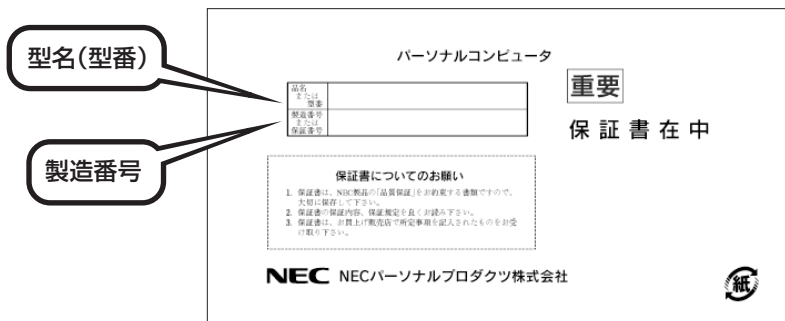 型名（型番）
製造番号
パーソナルコンピュータ
品名
または
型番
製造番号
または
保証番号
重要
保証書在中
保証書についてのお願い
1. 保証書は、NEC製品の「品質保証」をお約束する書類ですので、
大切に保存して下さい。
2. 保証書の保証内容、保証規定を良くお読み下さい。
3. 保証書は、お買上げ販売店で所定事項を記入されたものをお受
け取り下さい。
NEC NECパーソナルプロダクツ株式会社
紙